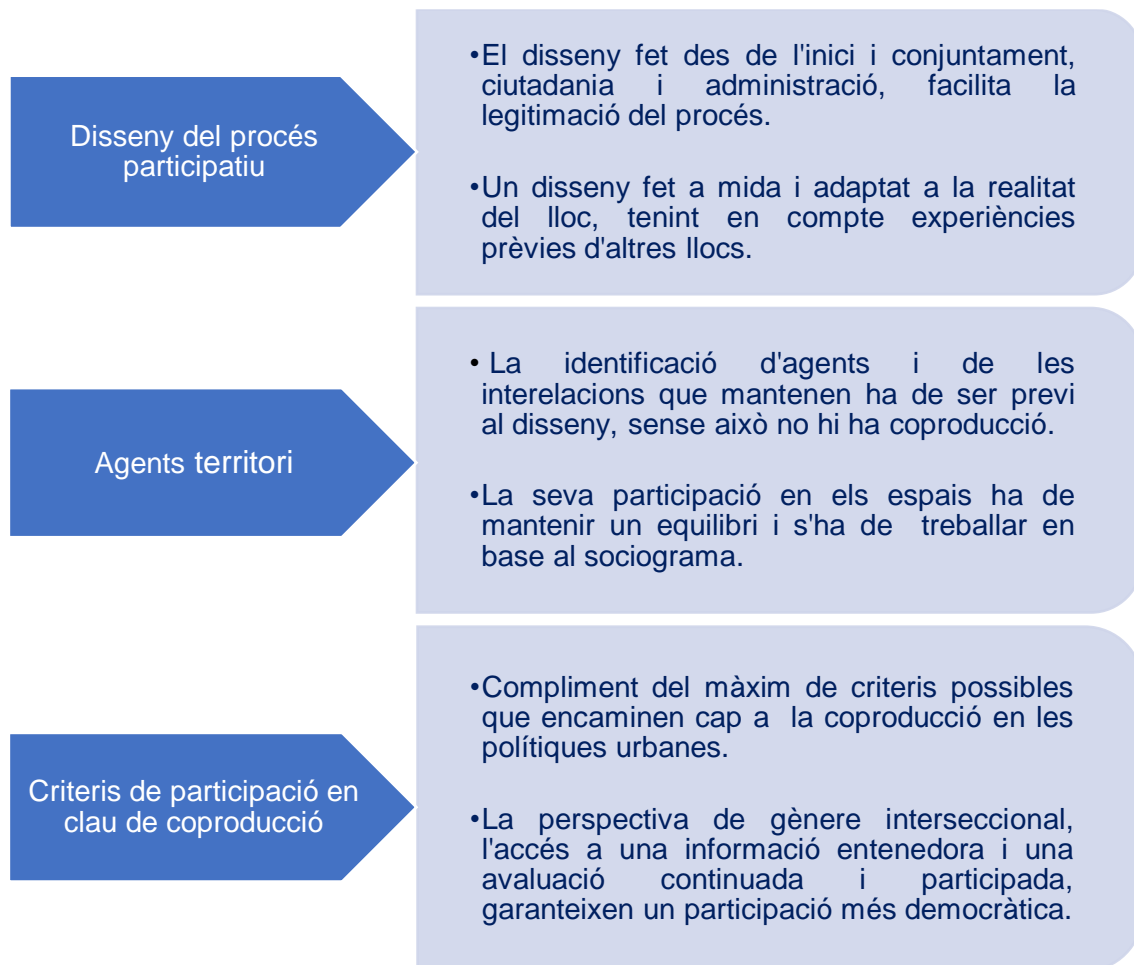 Disseny del procés
participatiu
•El disseny fet des de l'inici i conjuntament,
ciutadania i administració, facilita la
legitimació del procés.
•Un disseny fet a mida i adaptat a la realitat
del lloc, tenint en compte experiències
prèvies d'altres llocs.
Agents territori
• La identificació d'agents i de les
interelacions que mantenen ha de ser previ
al disseny, sense això no hi ha coproducció.
•La seva participació en els espais ha de
mantenir un equilibri i s'ha de treballar en
base al sociograma.
Criteris de participació en
clau de coproducció
•Compliment del màxim de criteris possibles
que encaminen cap a la coproducció en les
polítiques urbanes.
•La perspectiva de gènere interseccional,
l'accés a una informació entenedora i una
avaluació continuada i participada,
garanteixen un participació més democràtica.